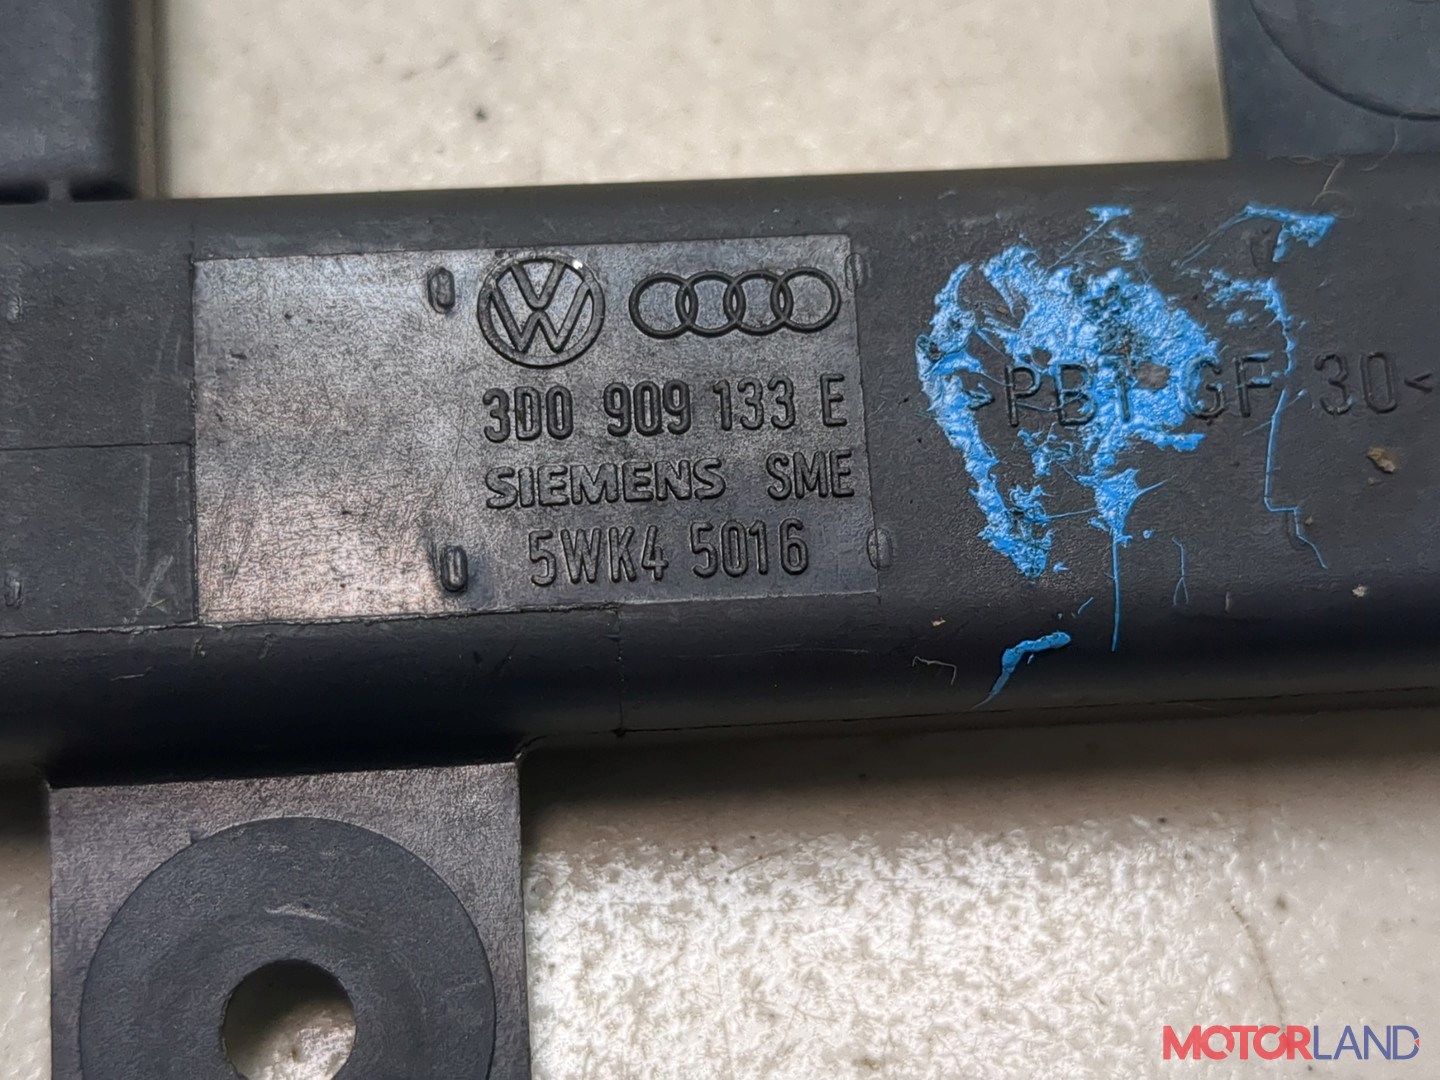 3D0 909 133 E
SIEMENS SME
5WK4 5016
>PBT GF 30<
MOTORLAND